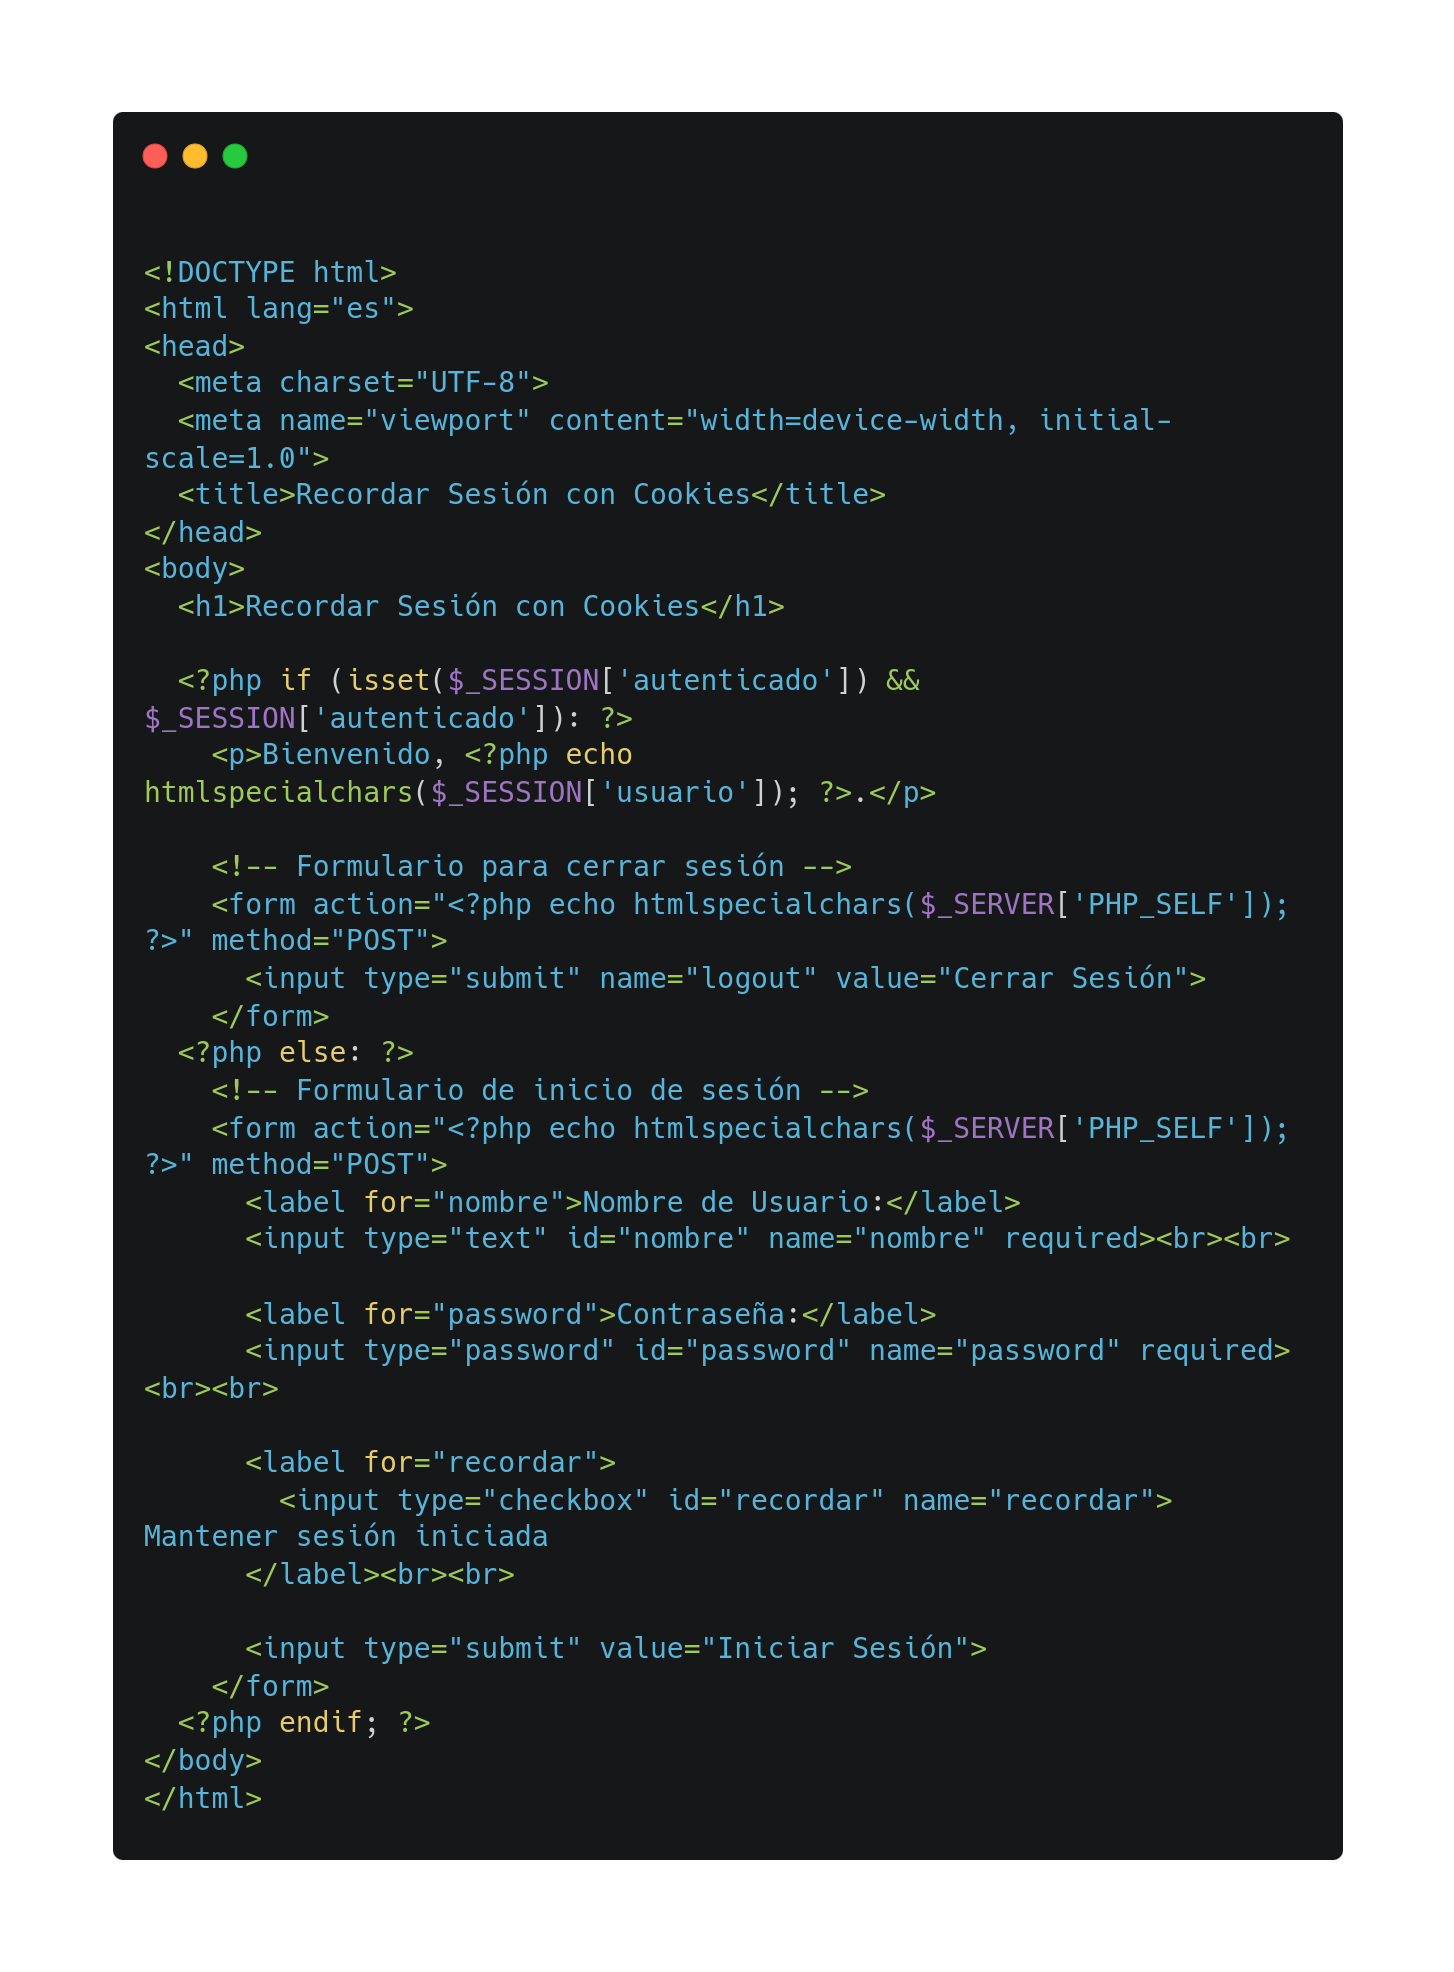 <!DOCTYPE html>
<html lang="es">
<head>
  <meta charset="UTF-8">
  <meta name="viewport" content="width=device-width, initial-
scale=1.0">
  <title>Recordar Sesión con Cookies</title>
</head>
<body>
  <h1>Recordar Sesión con Cookies</h1>

  <?php if (isset($_SESSION['autenticado']) &&
$_SESSION['autenticado']): ?>
    <p>Bienvenido, <?php echo
htmlspecialchars($_SESSION['usuario']); ?>.</p>

    <!-- Formulario para cerrar sesión -->
    <form action="<?php echo htmlspecialchars($_SERVER['PHP_SELF']);
?>" method="POST">
      <input type="submit" name="logout" value="Cerrar Sesión">
    </form>
  <?php else: ?>
    <!-- Formulario de inicio de sesión -->
    <form action="<?php echo htmlspecialchars($_SERVER['PHP_SELF']);
?>" method="POST">
      <label for="nombre">Nombre de Usuario:</label>
      <input type="text" id="nombre" name="nombre" required><br><br>

      <label for="password">Contraseña:</label>
      <input type="password" id="password" name="password" required>
<br><br>

      <label for="recordar">
        <input type="checkbox" id="recordar" name="recordar">
Mantener sesión iniciada
      </label><br><br>

      <input type="submit" value="Iniciar Sesión">
    </form>
  <?php endif; ?>
</body>
</html>